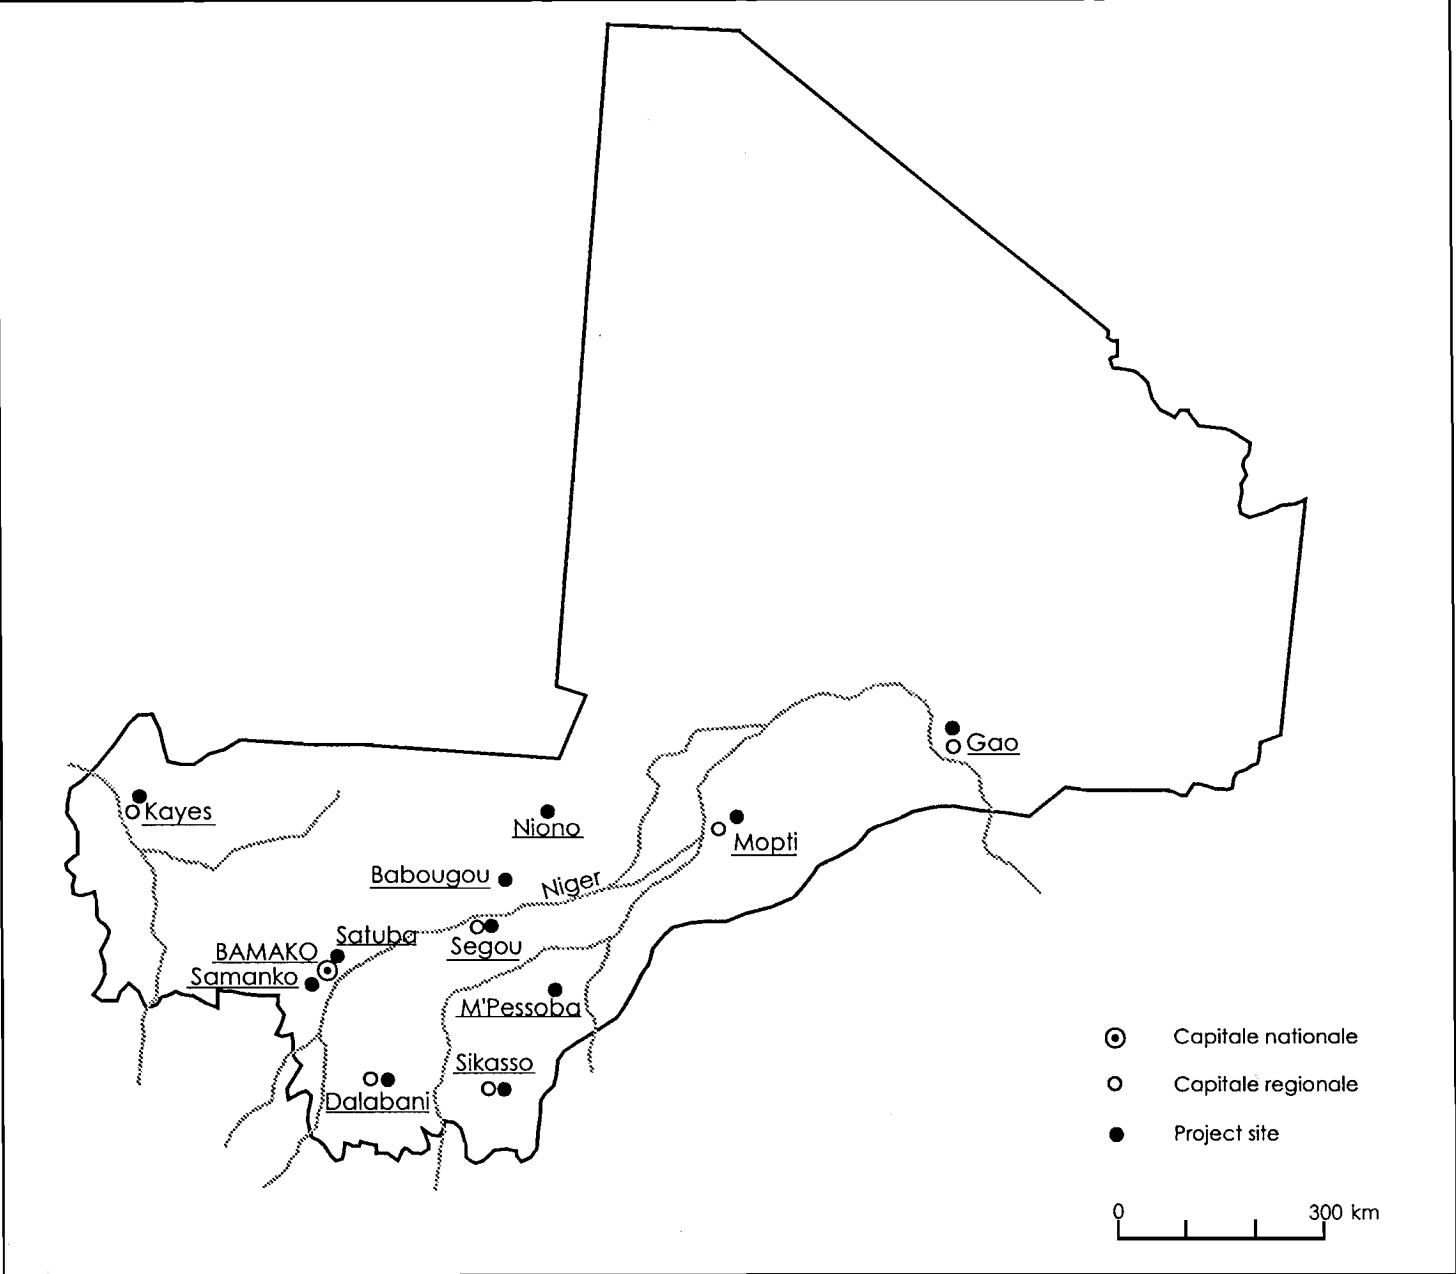 Gao
Kayes
Niono
Mopti
Babougou
Niger
Satuba
BAMAKO
Segou
Samanko
M'Pessoba
Sikasso
Dalabani
Capitale nationale
Capitale regionale
Project site
0 300 km